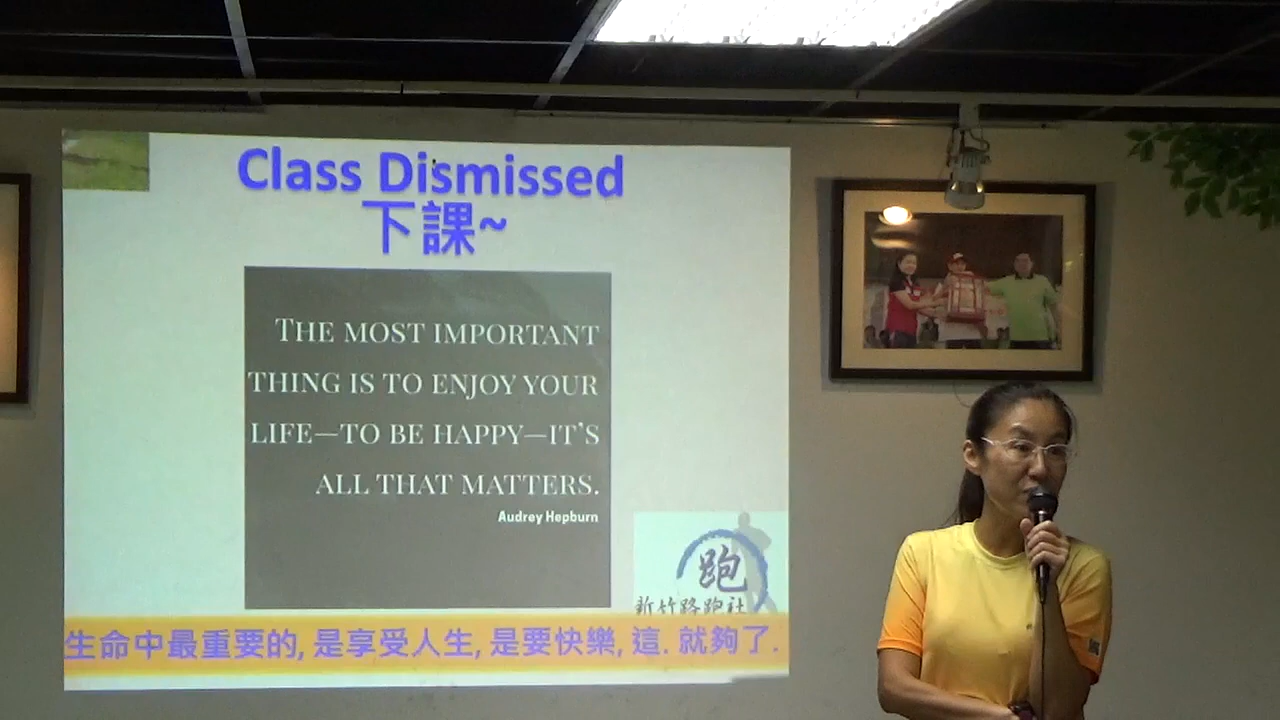 Class Dismissed
下課~
THE MOST IMPORTANT
THING IS TO ENJOY YOUR
LIFE—TO BE HAPPY—IT'S
ALL THAT MATTERS.
Audrey Hepburn
跑
新竹路跑社
生命中最重要的, 是享受人生, 是要快樂, 這. 就夠了.